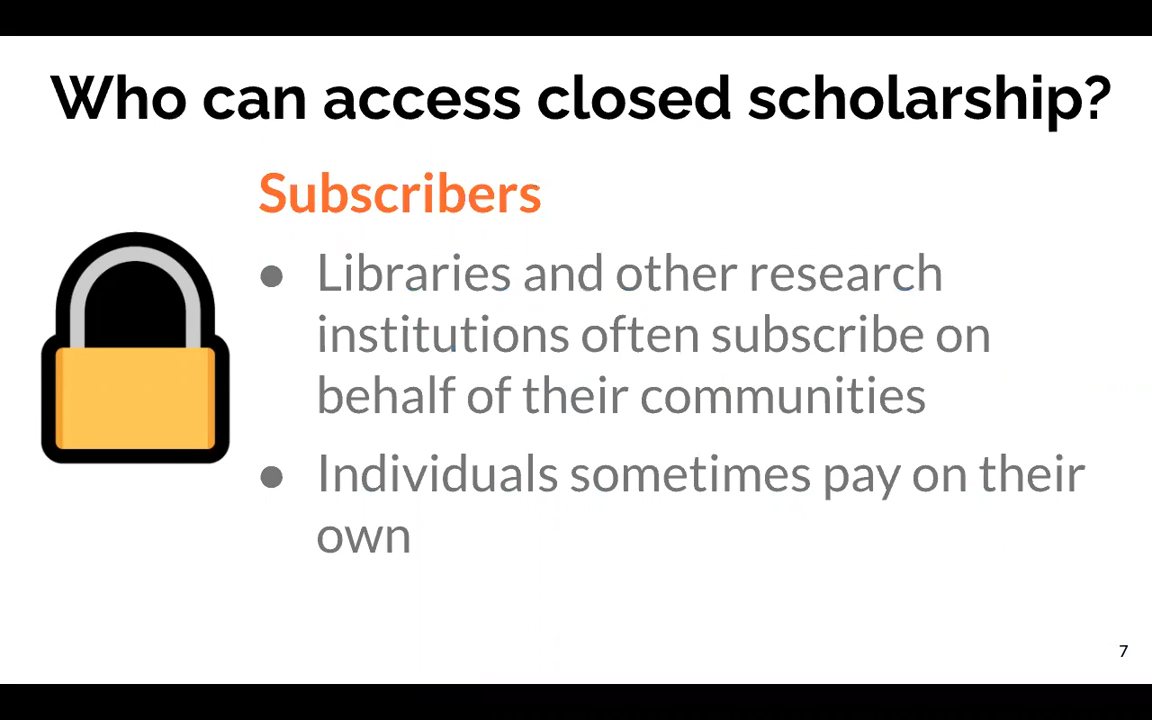 Who can access closed scholarship?
Subscribers
● Libraries and other research
institutions often subscribe on
behalf of their communities
● Individuals sometimes pay on their
own
7